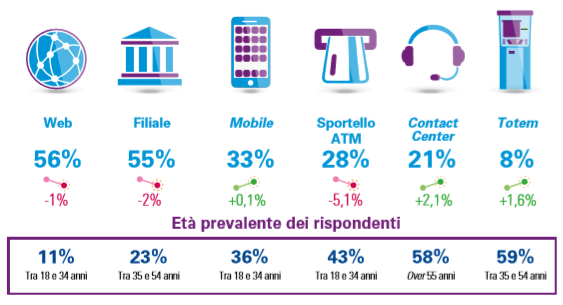 Web Filiale Mobile Sportello ATM Contact Center Totem
56% 55% 33% 28% 21% 8%
-1% -2% +0,1% -5,1% +2,1% +1,6%
Età prevalente dei rispondenti
11% 23% 36% 43% 58% 59%
Tra 18 e 34 anni Tra 35 e 54 anni Tra 18 e 34 anni Tra 18 e 34 anni Over 55 anni Tra 35 e 54 anni